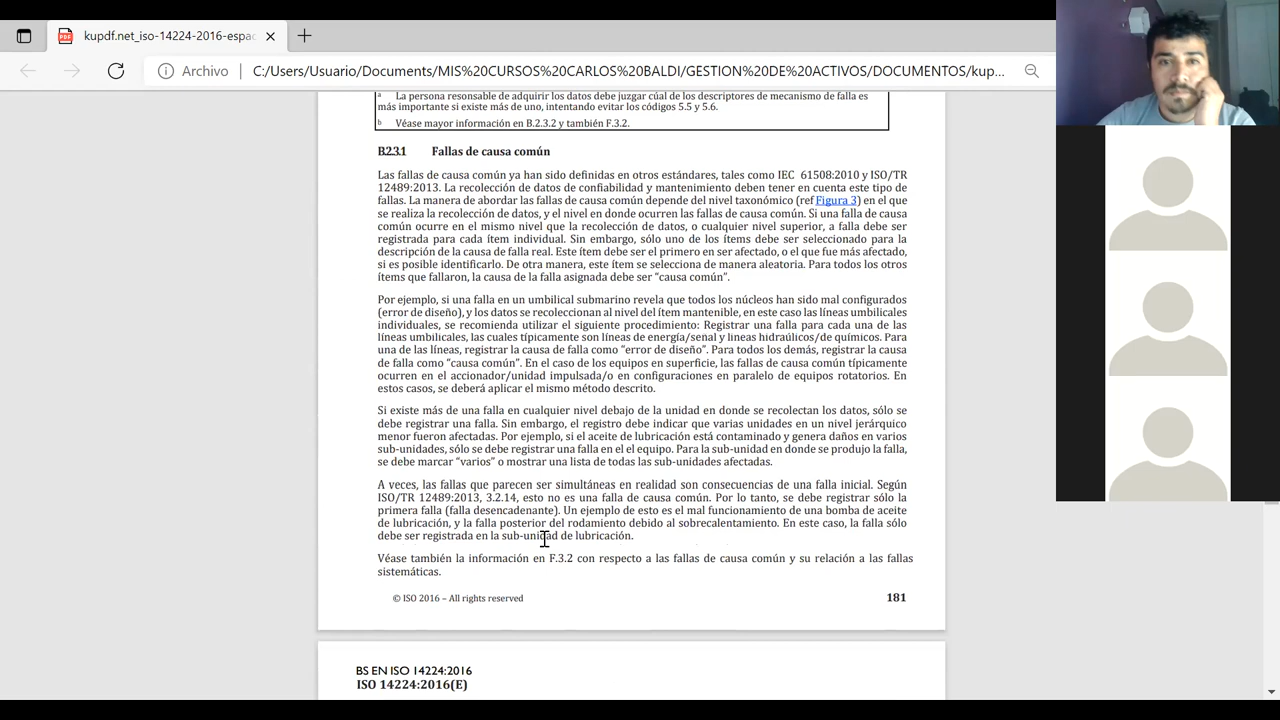 kupdf.net_iso-14224-2016-espac
Archivo C:/Users/Usuario/Documents/MIS%20CURSOS%20CARLOS%20BALDI/GESTION%20DE%20ACTIVOS/DOCUMENTOS/kup...
a La persona resonsable de adquirir los datos debe juzgar cúal de los descriptores de mecanismo de falla es
más importante si existe más de uno, intentando evitar los códigos 5.5 y 5.6.
b Véase mayor información en B.2.3.2 y también F.3.2.
B.2.3.1 Fallas de causa común
Las fallas de causa común ya han sido definidas en otros estándares, tales como IEC 61508:2010 y ISO/TR
12489:2013. La recolección de datos de confiabilidad y mantenimiento deben tener en cuenta este tipo de
fallas. La manera de abordar las fallas de causa común depende del nivel taxonómico (ref Figura 3) en el que
se realiza la recolección de datos, y el nivel en donde ocurren las fallas de causa común. Si una falla de causa
común ocurre en el mismo nivel que la recolección de datos, o cualquier nivel superior, a falla debe ser
registrada para cada ítem individual. Sin embargo, sólo uno de los ítems debe ser seleccionado para la
descripción de la causa de falla real. Este ítem debe ser el primero en ser afectado, o el que fue más afectado,
si es posible identificarlo. De otra manera, este ítem se selecciona de manera aleatoria. Para todos los otros
ítems que fallaron, la causa de la falla asignada debe ser “causa común”.
Por ejemplo, si una falla en un umbilical submarino revela que todos los núcleos han sido mal configurados
(error de diseño), y los datos se recoleccionan al nivel del ítem mantenible, en este caso las líneas umbilicales
individuales, se recomienda utilizar el siguiente procedimiento: Registrar una falla para cada una de las
líneas umbilicales, las cuales típicamente son líneas de energía/senal y lineas hidraúlicos/de químicos. Para
una de las líneas, registrar la causa de falla como “error de diseño”. Para todos los demás, registrar la causa
de falla como “causa común”. En el caso de los equipos en superficie, las fallas de causa común típicamente
ocurren en el accionador/unidad impulsada/o en configuraciones en paralelo de equipos rotatorios. En
estos casos, se deberá aplicar el mismo método descrito.
Si existe más de una falla en cualquier nivel debajo de la unidad en donde se recolectan los datos, sólo se
debe registrar una falla. Sin embargo, el registro debe indicar que varias unidades en un nivel jerárquico
menor fueron afectadas. Por ejemplo, si el aceite de lubricación está contaminado y genera daños en varios
sub-unidades, sólo se debe registrar una falla en el el equipo. Para la sub-unidad en donde se produjo la falla,
se debe marcar “varios” o mostrar una lista de todas las sub-unidades afectadas.
A veces, las fallas que parecen ser simultáneas en realidad son consecuencias de una falla inicial. Según
ISO/TR 12489:2013, 3.2.14, esto no es una falla de causa común. Por lo tanto, se debe registrar sólo la
primera falla (falla desencadenante). Un ejemplo de esto es el mal funcionamiento de una bomba de aceite
de lubricación, y la falla posterior del rodamiento debido al sobrecalentamiento. En este caso, la falla sólo
debe ser registrada en la sub-unidad de lubricación.
Véase también la información en F.3.2 con respecto a las fallas de causa común y su relación a las fallas
sistemáticas.
© ISO 2016 – All rights reserved 181
BS EN ISO 14224:2016
ISO 14224:2016(E)